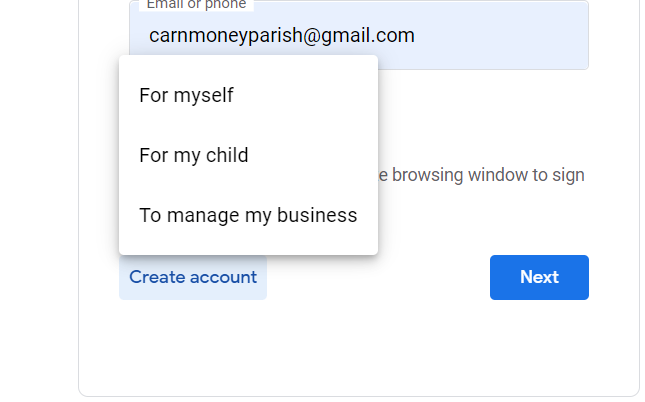 Email or phone
carnmoneyparish@gmail.com
For myself
For my child
e browsing window to sign
To manage my business
Create account
Next